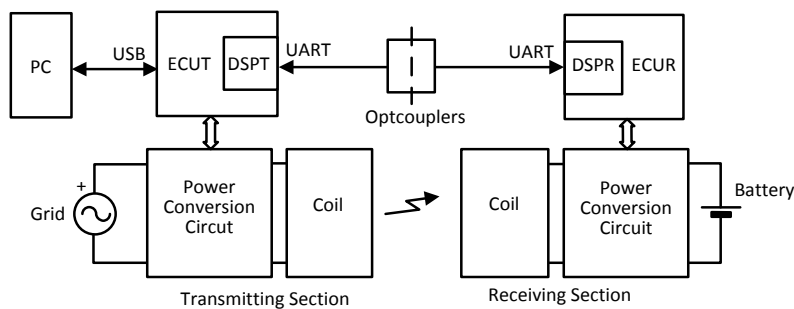 PC
USB
ECUT
DSPT
UART
Optcouplers
UART
DSPR
ECUR
+
Grid
Power
Conversion
Circut
Coil
Coil
Power
Conversion
Circuit
Battery
Transmitting Section
Receiving Section